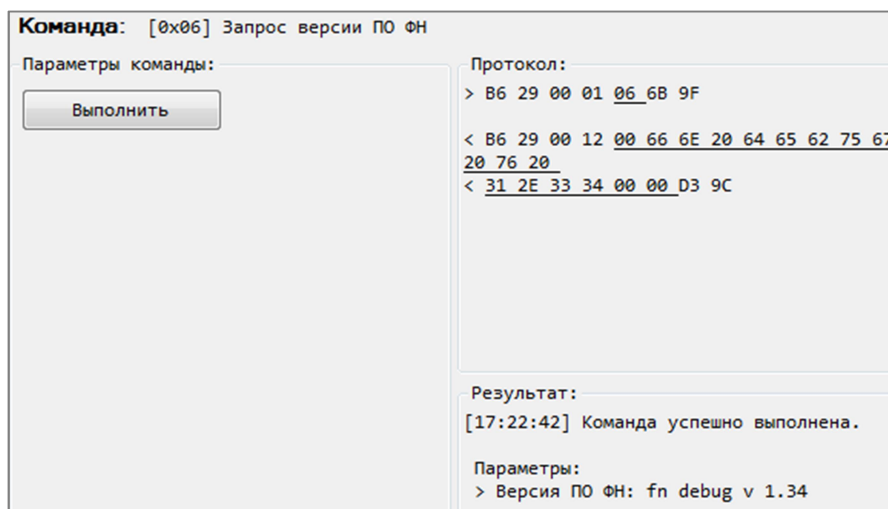 Команда: [0x06] Запрос версии ПО ФН
Параметры команды:
Выполнить
Протокол:
> B6 29 00 01 06 6B 9F
< B6 29 00 12 00 66 6E 20 64 65 62 75 67
20 76 20
< 31 2E 33 34 00 00 D3 9C
Результат:
[17:22:42] Команда успешно выполнена.
Параметры:
> Версия ПО ФН: fn debug v 1.34